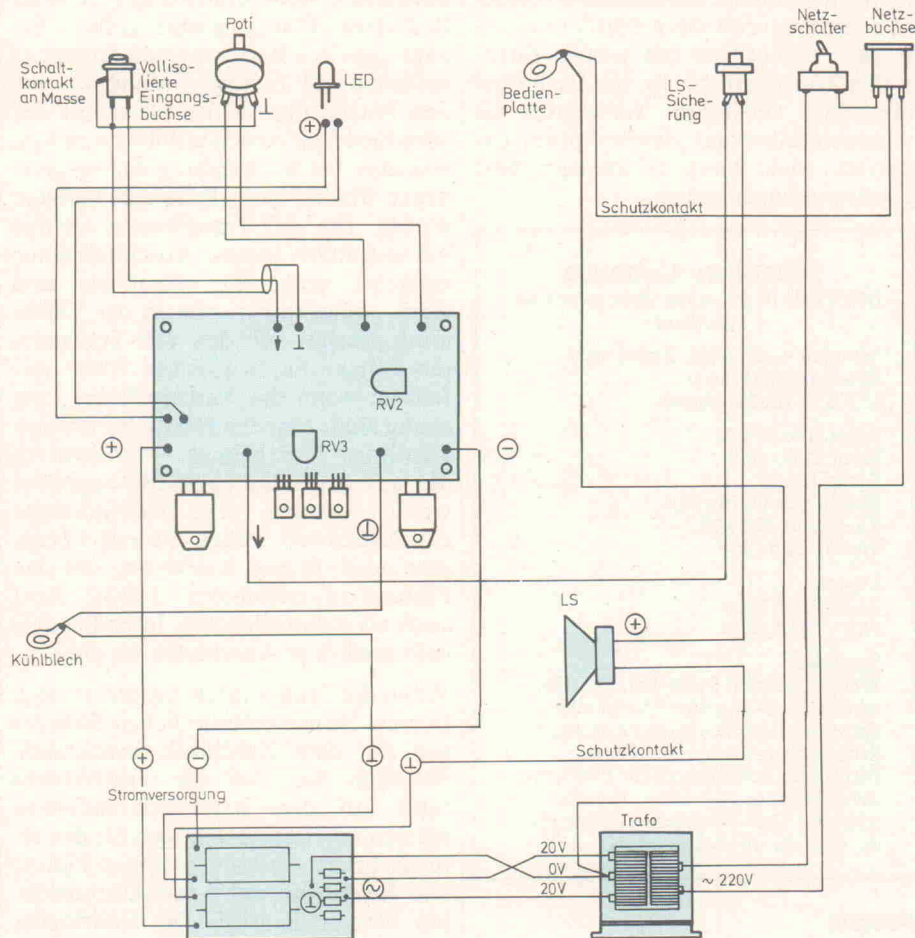 Poti
Netz-
schalter
Netz-
buchse
Schalt-
kontakt
an Masse
Volliso-
lierte
Eingangs-
buchse
⊥
LED
⊕
Bedien-
platte
LS-
Siche-
rung
Schutzkontakt
⊥
RV2
RV3
⊕
⊖
⊥
Kühlblech
LS
⊕
⊕
⊖
⊥
⊥
Schutzkontakt
Stromversorgung
Trafo
20V
0V
20V
~ 220V
⊥